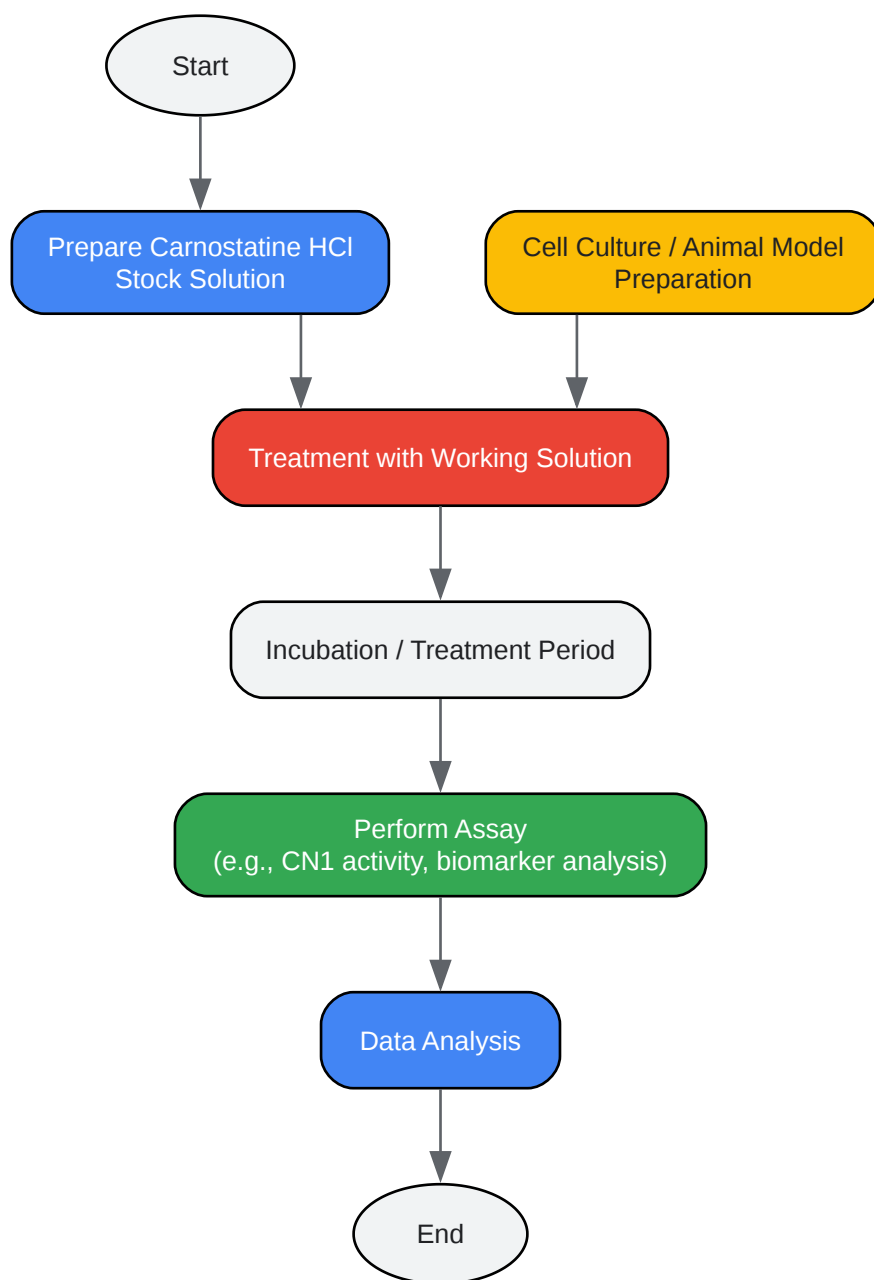 Start
Prepare Carnostatine HCl
Stock Solution
Cell Culture / Animal Model
Preparation
Treatment with Working Solution
Incubation / Treatment Period
Perform Assay
(e.g., CN1 activity, biomarker analysis)
Data Analysis
End